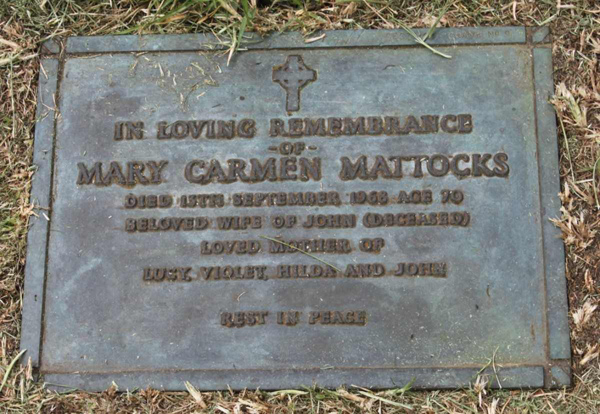 IN LOVING REMEMBRANCE
-OF-
MARY CARMEN MATTOCKS
DIED 15TH SEPTEMBER 1968 AGE 70
BELOVED WIFE OF JOHN (DECEASED)
LOVED MOTHER OF
LUCY, VIOLET, HILDA AND JOHN
REST IN PEACE